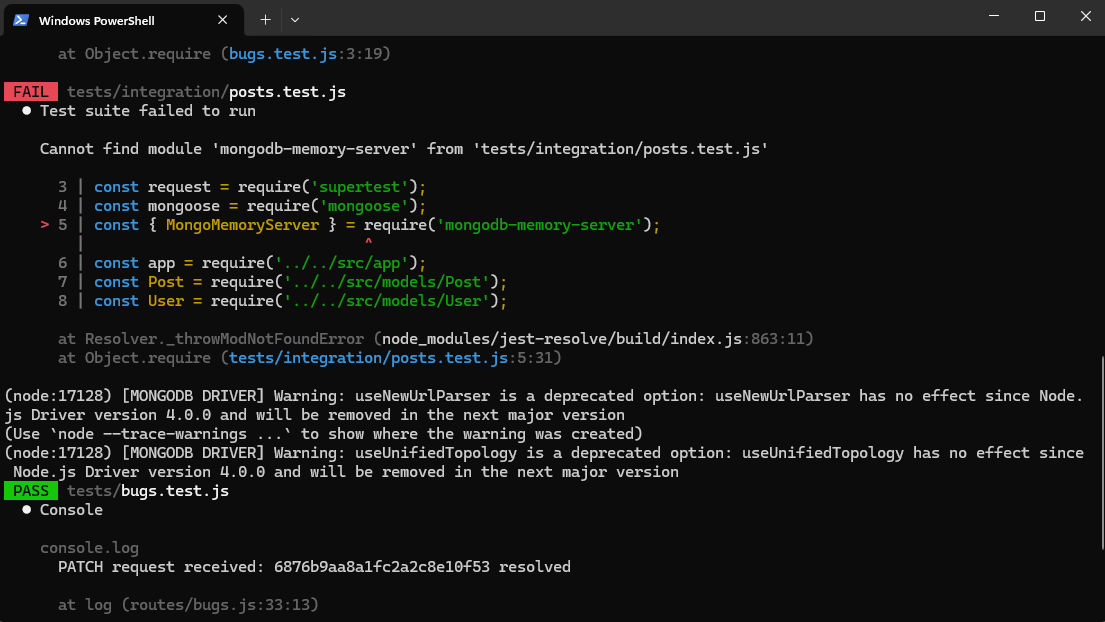 Windows PowerShell
at Object.require (bugs.test.js:3:19)
FAIL tests/integration/posts.test.js
● Test suite failed to run
Cannot find module 'mongodb-memory-server' from 'tests/integration/posts.test.js'
3 | const request = require('supertest');
4 | const mongoose = require('mongoose');
> 5 | const { MongoMemoryServer } = require('mongodb-memory-server');
| ^
6 | const app = require('../../src/app');
7 | const Post = require('../../src/models/Post');
8 | const User = require('../../src/models/User');
at Resolver._throwModNotFoundError (node_modules/jest-resolve/build/index.js:863:11)
at Object.require (tests/integration/posts.test.js:5:31)
(node:17128) [MONGODB DRIVER] Warning: useNewUrlParser is a deprecated option: useNewUrlParser has no effect since Node.
js Driver version 4.0.0 and will be removed in the next major version
(Use `node --trace-warnings ...` to show where the warning was created)
(node:17128) [MONGODB DRIVER] Warning: useUnifiedTopology is a deprecated option: useUnifiedTopology has no effect since
Node.js Driver version 4.0.0 and will be removed in the next major version
PASS tests/bugs.test.js
● Console
console.log
PATCH request received: 6876b9aa8a1fc2a2c8e10f53 resolved
at log (routes/bugs.js:33:13)